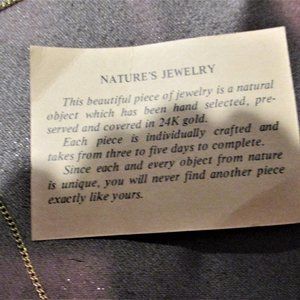 NATURE'S JEWELRY
This beautiful piece of jewelry is a natural
object which has been hand selected, pre-
served and covered in 24K gold.
Each piece is individually crafted and
takes from three to five days to complete.
Since each and every object from nature
is unique, you will never find another piece
exactly like yours.